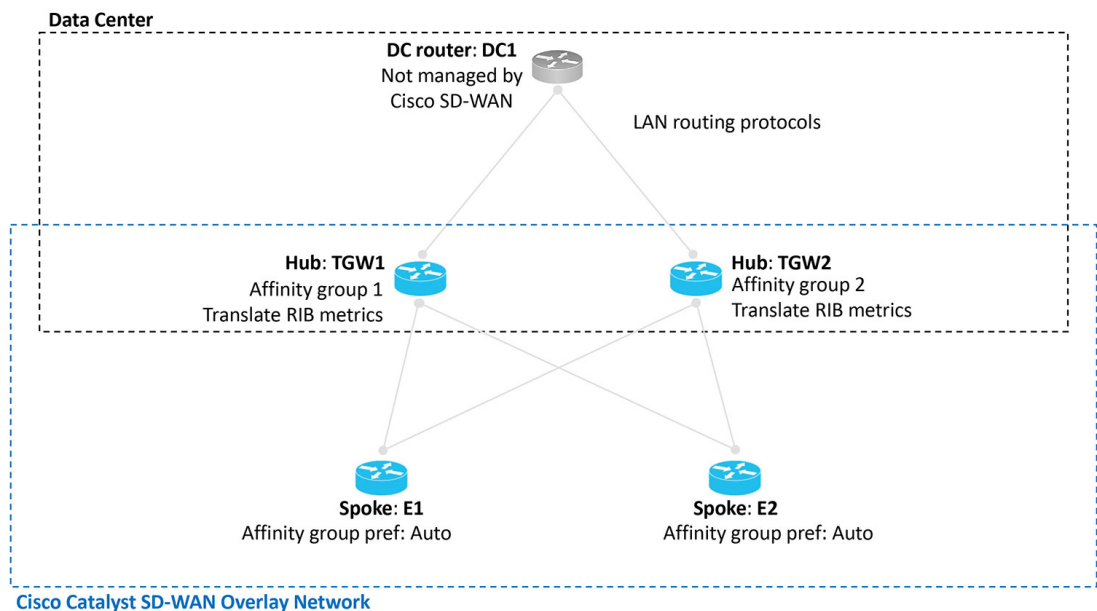 Data Center
DC router: DC1
Not managed by
Cisco SD-WAN
LAN routing protocols
Hub: TGW1
Affinity group 1
Translate RIB metrics
Hub: TGW2
Affinity group 2
Translate RIB metrics
Spoke: E1
Affinity group pref: Auto
Spoke: E2
Affinity group pref: Auto
Cisco Catalyst SD-WAN Overlay Network